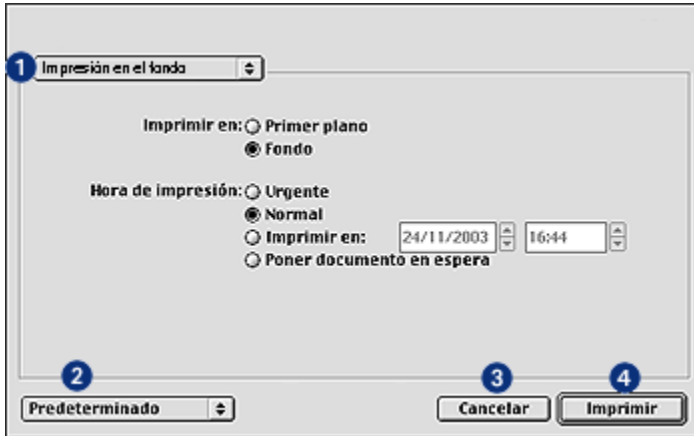 1 Impresión en el fondo
Imprimir en: Primer plano
Fondo
Hora de impresión: Urgente
Normal
Imprimir en: 24/11/2003 16:44
Poner documento en espera
2 3 4
Predeterminado Cancelar Imprimir